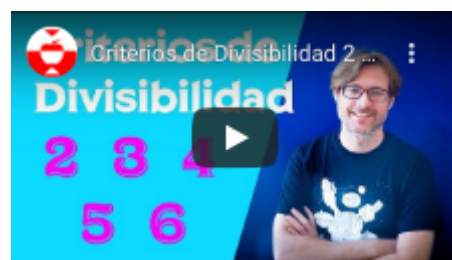 Criterios de Divisibilidad 2 ...
Criterios de
Divisibilidad
2 3 4
5 6